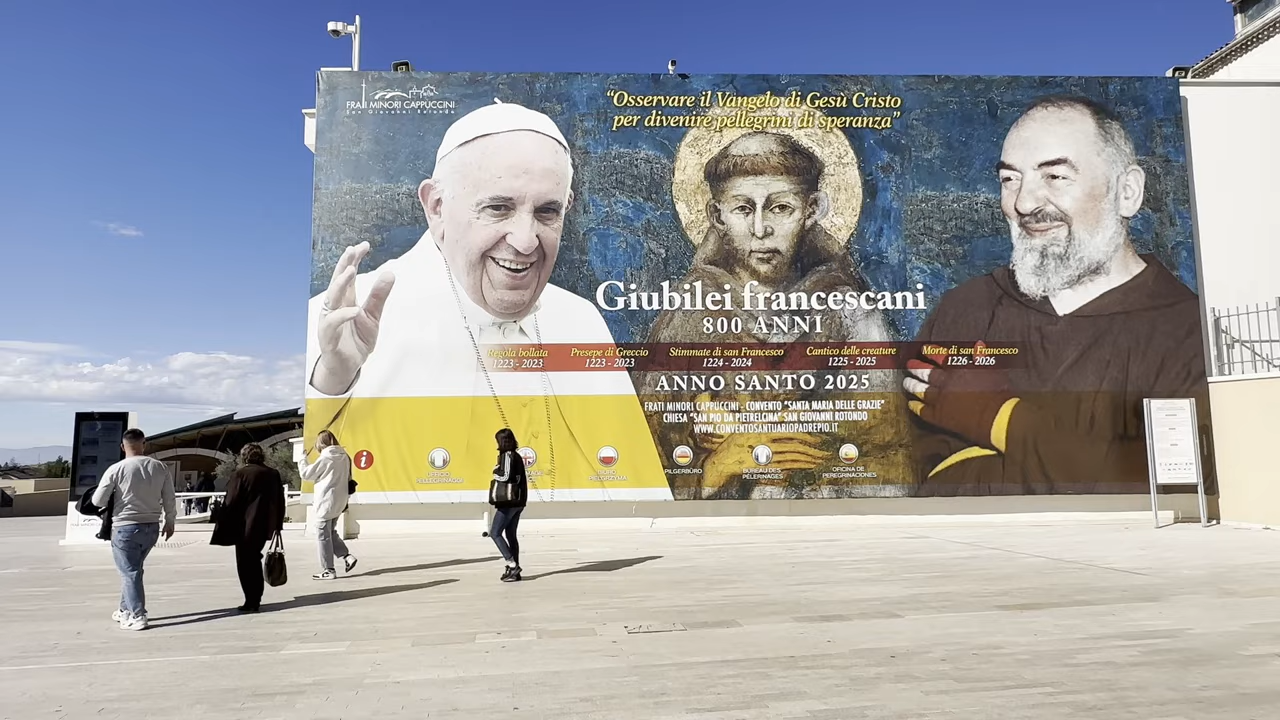 FRATI MINORI CAPPUCCINI
San Giovanni Rotondo
“Osservare il Vangelo di Gesù Cristo
per divenire pellegrini di speranza”
Giubilei francescani
800 ANNI
Regola bollata
1223 - 2023
Presepe di Greccio
1223 - 2023
Stimmate di san Francesco
1224 - 2024
Cantico delle creature
1225 - 2025
Morte di san Francesco
1226 - 2026
ANNO SANTO 2025
FRATI MINORI CAPPUCCINI - CONVENTO “SANTA MARIA DELLE GRAZIE”
CHIESA “SAN PIO DA PIETRELCINA” SAN GIOVANNI ROTONDO
WWW.CONVENTOSANTUARIOPADREPIO.IT
i
PILGERBÜRO
BUREAU DES
PELERINAGES
OFICINA DE
PEREGRINACIONES